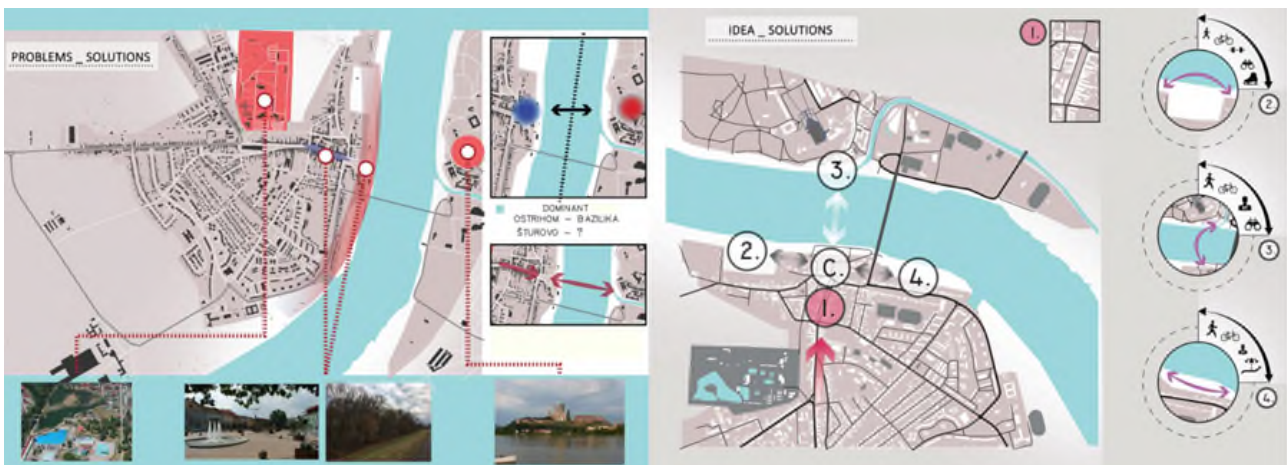 PROBLEMS _ SOLUTIONS
DOMINANT
OSTRIHOM – BAZILIKA
ŠTUROVO – ?
IDEA _ SOLUTIONS
1.
3.
2.
C.
4.
1.
2
3
4